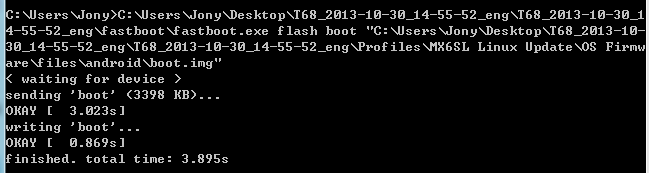 C:\Users\Jony>C:\Users\Jony\Desktop\T68_2013-10-30_14-55-52_eng\T68_2013-10-30_1
4-55-52_eng\fastboot\fastboot.exe flash boot "C:\Users\Jony\Desktop\T68_2013-10-
30_14-55-52_eng\T68_2013-10-30_14-55-52_eng\Profiles\MX6SL Linux Update\OS Firmw
are\files\android\boot.img"
< waiting for device >
sending 'boot' (3398 KB)...
OKAY [  3.023s]
writing 'boot'...
OKAY [  0.869s]
finished. total time: 3.895s